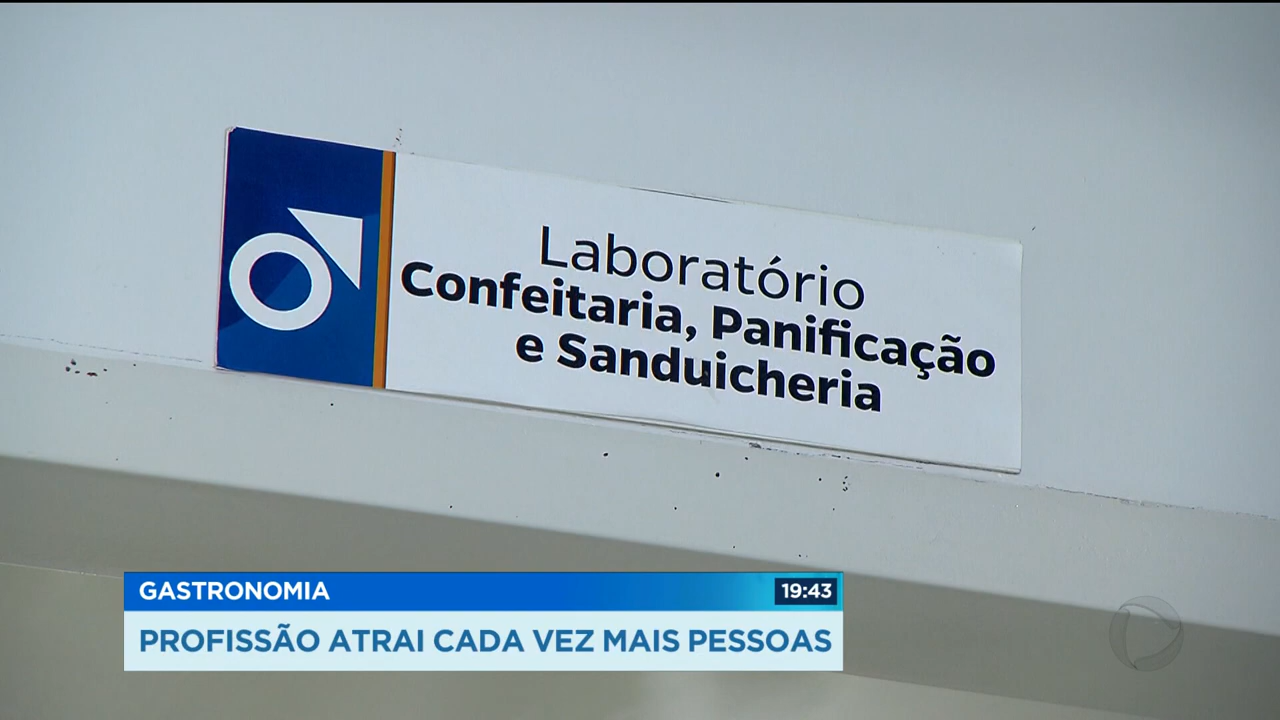 Laboratório
Confeitaria, Panificação
e Sanduicheria
GASTRONOMIA
19:43
PROFISSÃO ATRAI CADA VEZ MAIS PESSOAS